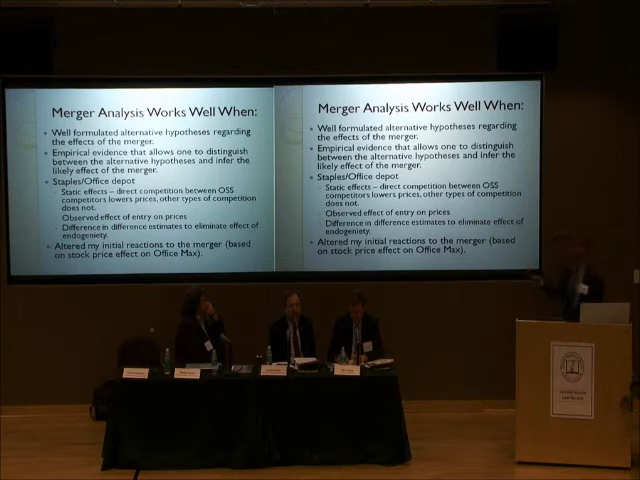 Merger Analysis Works Well When:
Well formulated alternative hypotheses regarding
the effects of the merger.
Empirical evidence that allows one to distinguish
between the alternative hypotheses and infer the
likely effect of the merger.
Staples/Office depot
Static effects – direct competition between OSS
competitors lowers prices, other types of competition
does not.
Observed effect of entry on prices
Difference in difference estimates to eliminate effect of
endogeniety.
Altered my initial reactions to the merger (based
on stock price effect on Office Max).
Merger Analysis Works Well When:
Well formulated alternative hypotheses regarding
the effects of the merger.
Empirical evidence that allows one to distinguish
between the alternative hypotheses and infer the
likely effect of the merger.
Staples/Office depot
Static effects – direct competition between OSS
competitors lowers prices, other types of competition
does not.
Observed effect of entry on prices
Difference in difference estimates to eliminate effect of
endogeniety.
Altered my initial reactions to the merger (based
on stock price effect on Office Max).
Law Review